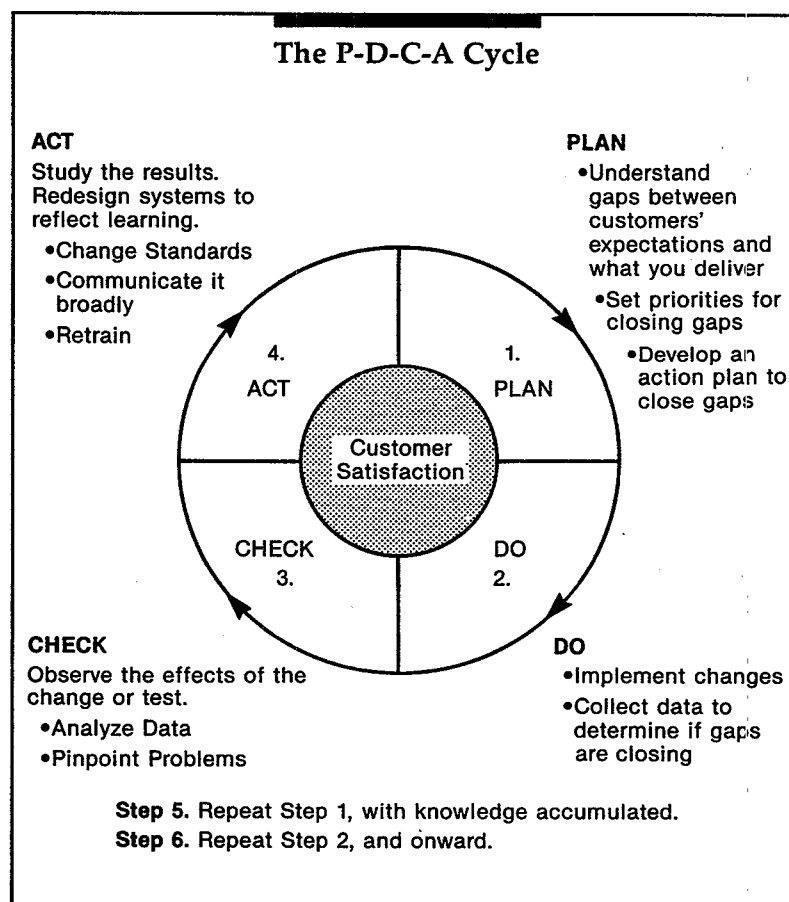 The P-D-C-A Cycle
ACT
Study the results.
Redesign systems to
reflect learning.
•Change Standards
•Communicate it
broadly
•Retrain
PLAN
•Understand
gaps between
customers'
expectations and
what you deliver
•Set priorities for
closing gaps
•Develop an
action plan to
close gaps
4.
ACT
1.
PLAN
Customer
Satisfaction
CHECK
3.
DO
2.
CHECK
Observe the effects of the
change or test.
•Analyze Data
•Pinpoint Problems
DO
•Implement changes
•Collect data to
determine if gaps
are closing
Step 5. Repeat Step 1, with knowledge accumulated.
Step 6. Repeat Step 2, and onward.